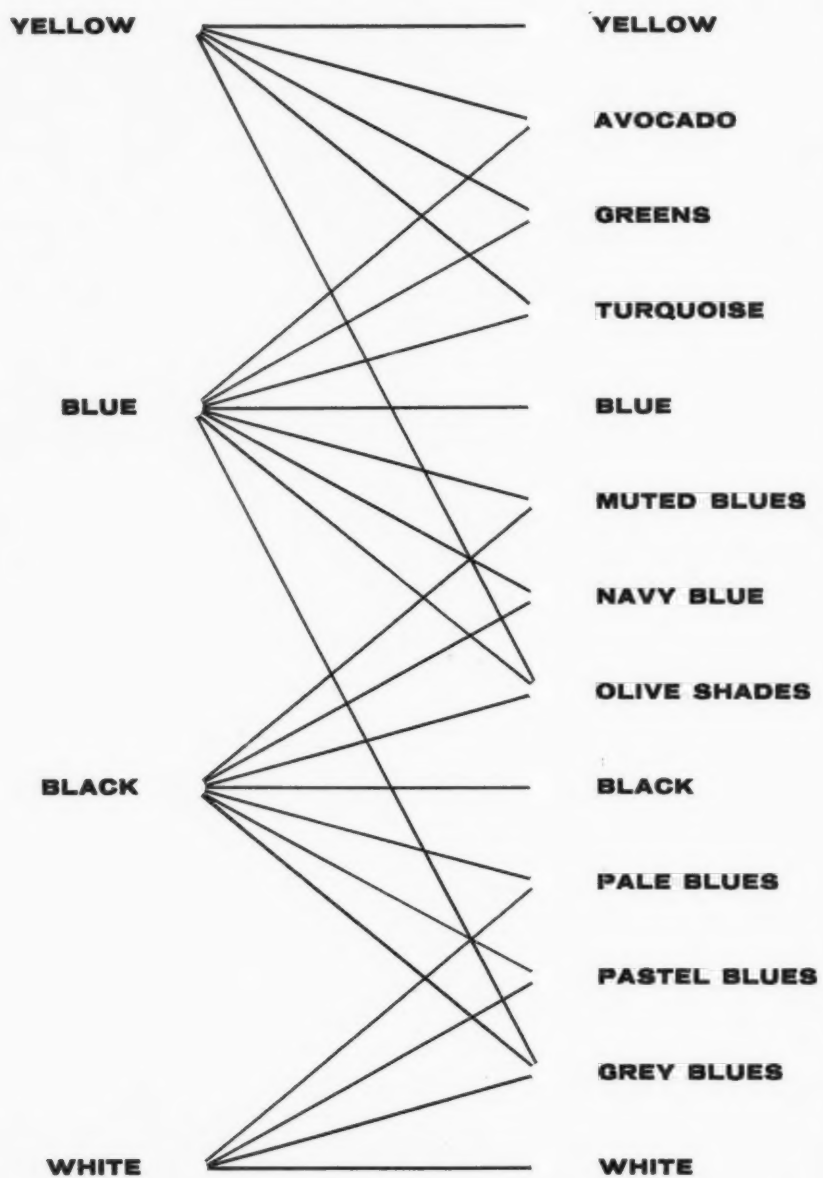 YELLOW YELLOW
AVOCADO
GREENS
TURQUOISE
BLUE BLUE
MUTED BLUES
NAVY BLUE
OLIVE SHADES
BLACK BLACK
PALE BLUES
PASTEL BLUES
GREY BLUES
WHITE WHITE